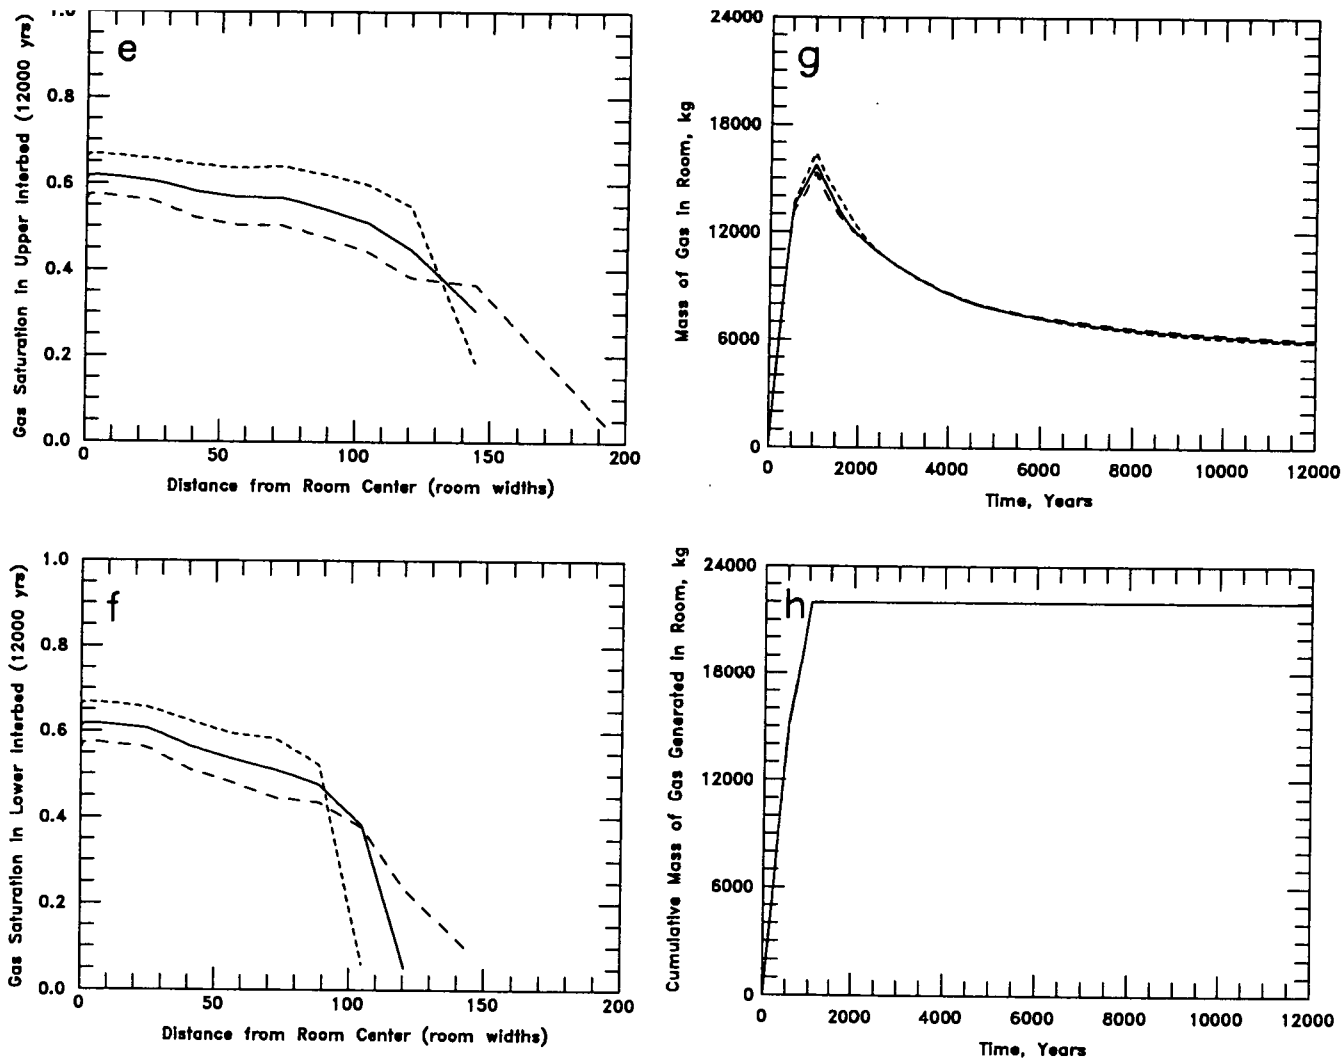 e
Gas Saturation in Upper Interbed (12000 yrs)
1.0
0.8
0.6
0.4
0.2
0.0
0 50 100 150 200
Distance from Room Center (room widths)
g
Mass of Gas in Room, kg
24000
18000
12000
6000
0
0 2000 4000 6000 8000 10000 12000
Time, Years
f
Gas Saturation in Lower Interbed (12000 yrs)
1.0
0.8
0.6
0.4
0.2
0.0
0 50 100 150 200
Distance from Room Center (room widths)
h
Cumulative Mass of Gas Generated in Room, kg
24000
18000
12000
6000
0
0 2000 4000 6000 8000 10000 12000
Time, Years